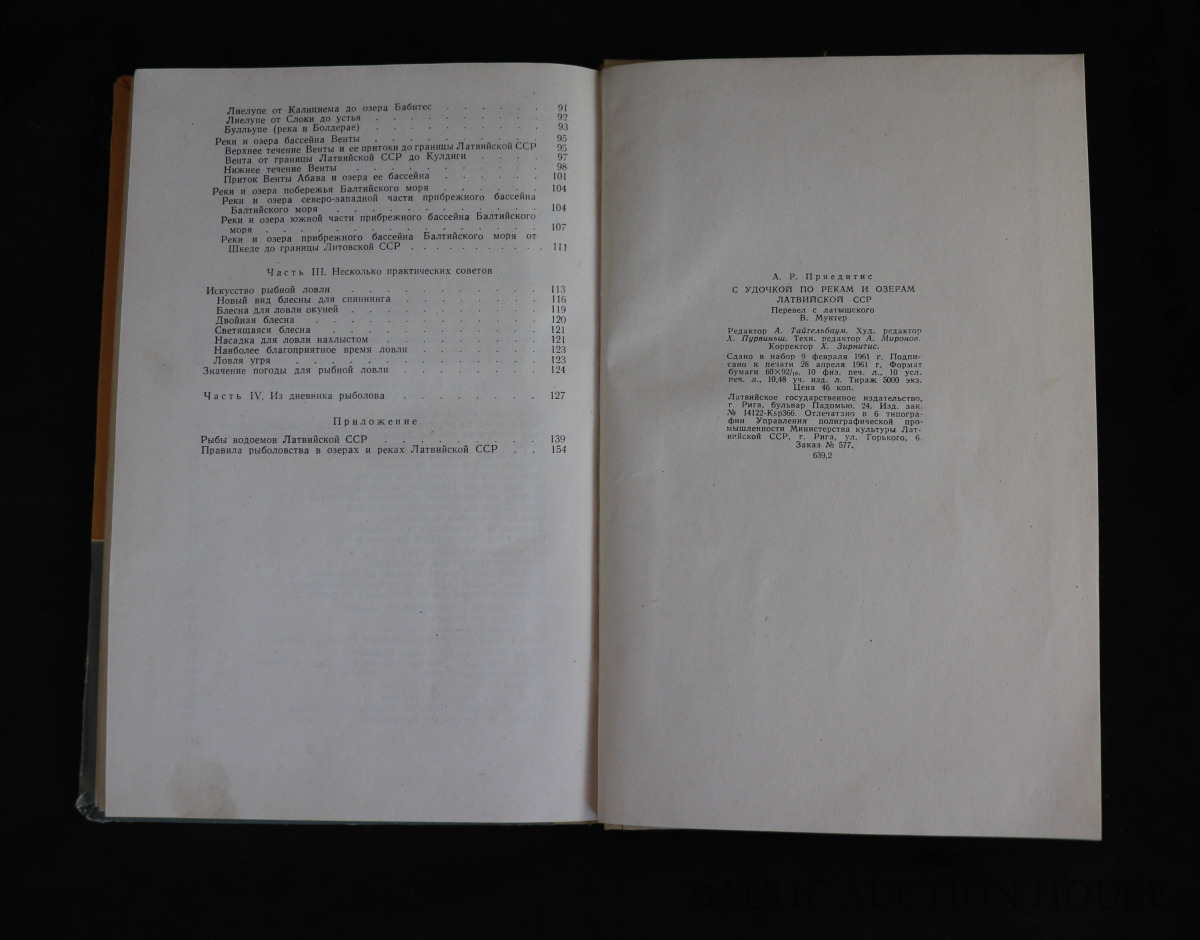 Лиелупе от Калнциема до озера Бабитес . . . . . . 91
Лиелупе от Слоки до устья . . . . . . . . . . 92
Булльупе (река в Болдерае) . . . . . . . . . . 93
Реки и озера бассейна Венты . . . . . . . . . . 95
Верхнее течение Венты и ее притоки до границы Латвийской ССР 95
Вента от границы Латвийской ССР до Кулдиги . . . . 97
Нижнее течение Венты . . . . . . . . . . . 98
Приток Венты Абава и озера ее бассейна . . . . . . 101
Реки и озера побережья Балтийского моря . . . . . . 104
Реки и озера северо-западной части прибрежного бассейна
Балтийского моря . . . . . . . . . . . . 104
Реки и озера южной части прибрежного бассейна Балтийского
моря . . . . . . . . . . . . . . . . 107
Реки и озера прибрежного бассейна Балтийского моря от
Шкеде до границы Литовской ССР . . . . . . . . . . 111
Часть III. Несколько практических советов
Искусство рыбной ловли . . . . . . . . . . . 113
Новый вид блесны для спиннинга . . . . . . . . 116
Блесна для ловли окуней . . . . . . . . . . 119
Двойная блесна . . . . . . . . . . . . . 120
Светящаяся блесна . . . . . . . . . . . . 121
Насадка для ловли нахлыстом . . . . . . . . . 121
Наиболее благоприятное время ловли . . . . . . . 123
Ловля угря . . . . . . . . . . . . . . 123
Значение погоды для рыбной ловли . . . . . . . . 124
Часть IV. Из дневника рыболова . . . . . . . . 127
Приложение
Рыбы водоемов Латвийской ССР . . . . . . . . . 139
Правила рыболовства в озерах и реках Латвийской ССР . . 154
А. Р. Приедитис
С УДОЧКОЙ ПО РЕКАМ И ОЗЕРАМ
ЛАТВИЙСКОЙ ССР
Перевел с латышского
В. Мунтер
Редактор А. Тайтельбаум. Худ. редактор
Х. Пурвиньш. Техн. редактор А. Миронов.
Корректор Х. Зирнитис.
Сдано в набор 9 февраля 1961 г. Подпи-
сано к печати 28 апреля 1961 г. Формат
бумаги 60×92/16. 10 физ. печ. л., 10 усл.
печ. л., 10,48 уч. изд. л. Тираж 5000 экз.
Цена 46 коп.
Латвийское государственное издательство,
г. Рига, бульвар Падомью, 24. Изд. зак.
№ 14122-Кьр366. Отпечатано в 6 типогра-
фии Управления полиграфической про-
мышленности Министерства культуры Лат-
вийской ССР, г. Рига, ул. Горького, 6.
Заказ № 577.
639,2
BALTIC AUCTION HOUSE